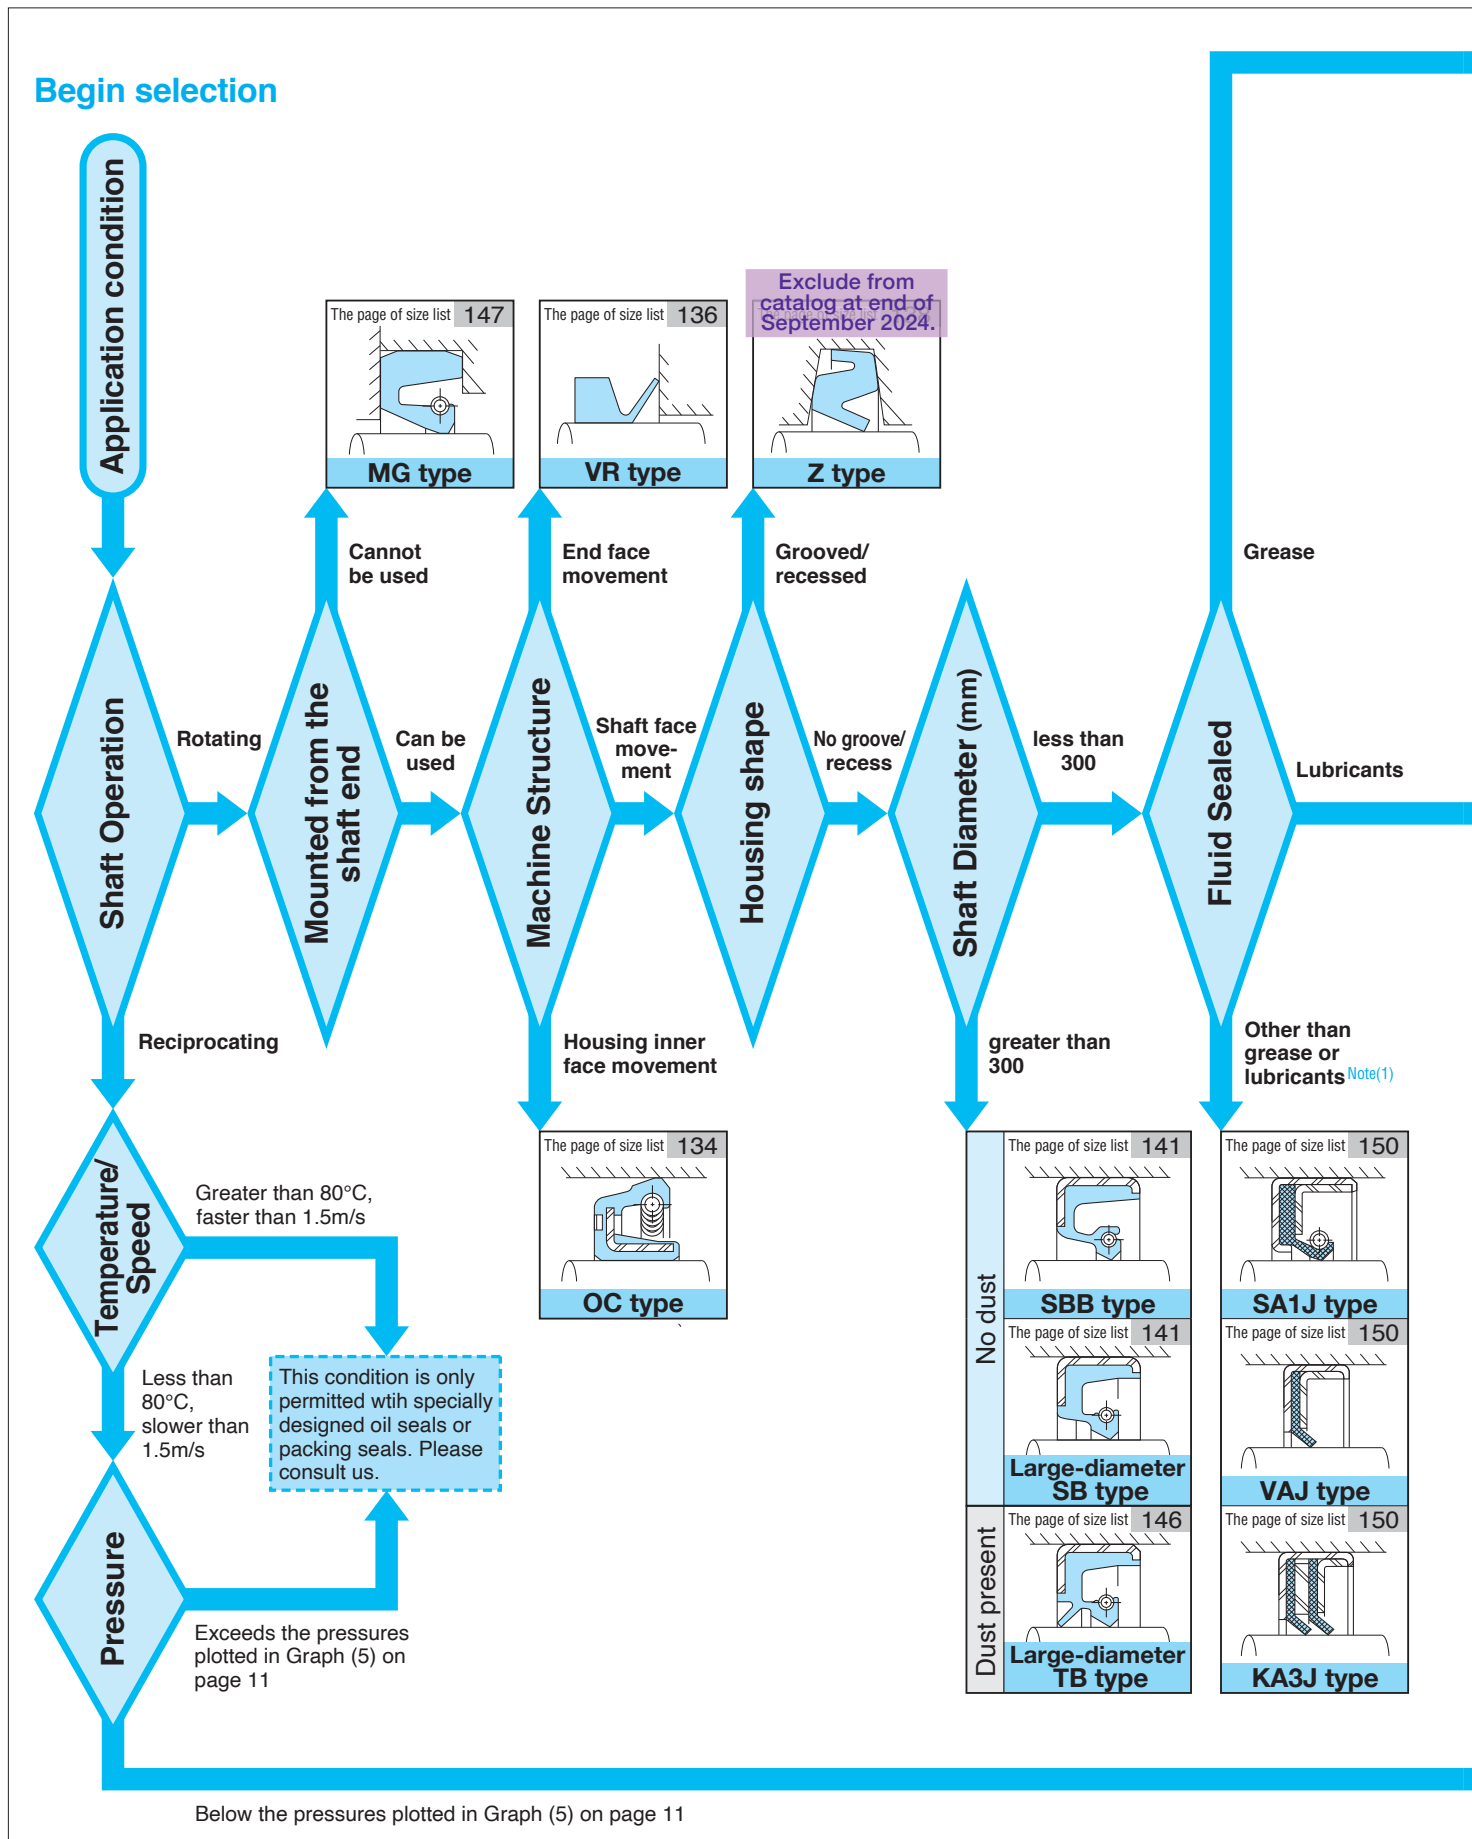 Begin selection
Application condition
Exclude from
catalog at end of
September 2024.
The page of size list 147
MG type
The page of size list 136
VR type
Z type
Cannot
be used
End face
movement
Grooved/
recessed
Grease
Shaft Operation
Rotating
Mounted from the
shaft end
Can be
used
Machine Structure
Shaft face
move-
ment
Housing shape
No groove/
recess
Shaft Diameter (mm)
less than
300
Fluid Sealed
Lubricants
Reciprocating
Housing inner
face movement
greater than
300
Other than
grease or
lubricants Note(1)
Temperature/
Speed
Greater than 80°C,
faster than 1.5m/s
Less than
80°C,
slower than
1.5m/s
This condition is only
permitted wtih specially
designed oil seals or
packing seals. Please
consult us.
Pressure
Exceeds the pressures
plotted in Graph (5) on
page 11
Below the pressures plotted in Graph (5) on page 11
The page of size list 134
OC type
No dust
The page of size list 141
SBB type
The page of size list 141
Large-diameter
SB type
Dust present
The page of size list 146
Large-diameter
TB type
The page of size list 150
SA1J type
The page of size list 150
VAJ type
The page of size list 150
KA3J type